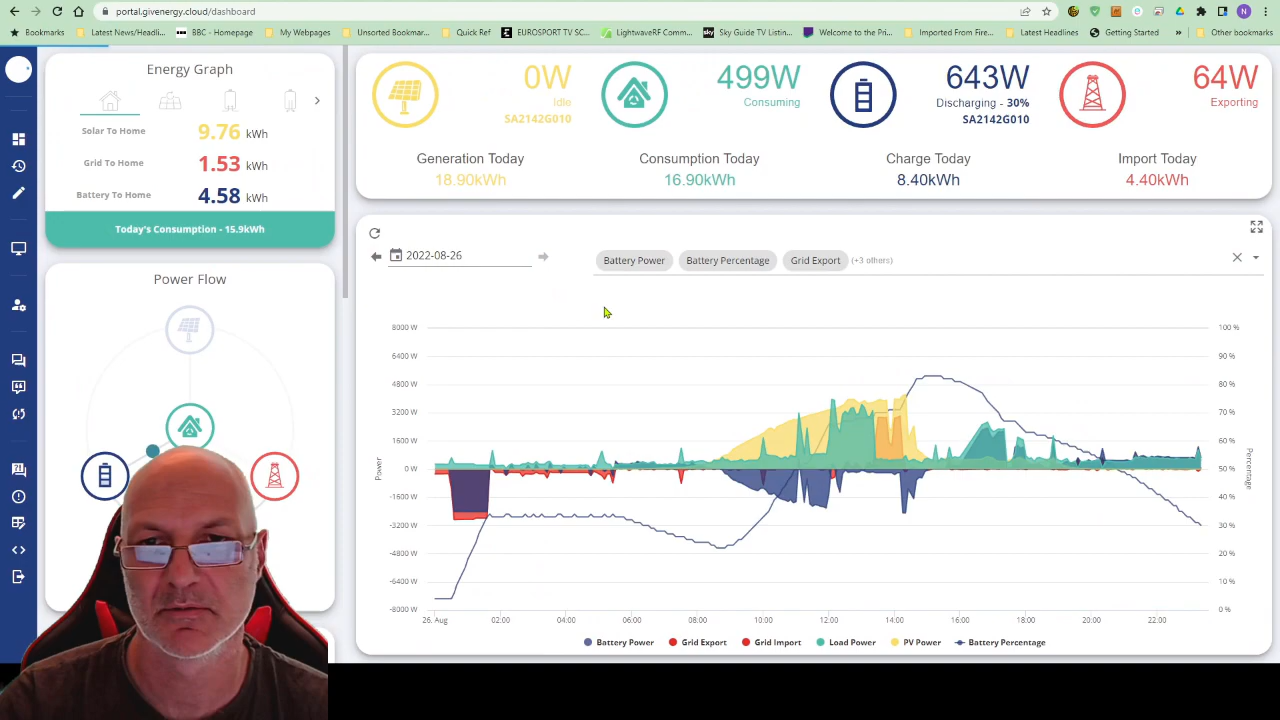 portal.givenergy.cloud/dashboard
N
Bookmarks Latest News/Headli... BBC - Homepage My Webpages Unsorted Bookmark... Quick Ref EUROSPORT TV SC... LightwaveRF Comm... Sky Guide TV Listin... Welcome to the Pri... Imported From Fire... Latest Headlines Getting Started » Other bookmarks
Energy Graph
Solar To Home 9.76 kWh
Grid To Home 1.53 kWh
Battery To Home 4.58 kWh
Today's Consumption - 15.9kWh
Power Flow
0W
Idle
SA2142G010
Generation Today
18.90kWh
499W
Consuming
Consumption Today
16.90kWh
643W
Discharging - 30%
SA2142G010
Charge Today
8.40kWh
64W
Exporting
Import Today
4.40kWh
2022-08-26
Battery Power Battery Percentage Grid Export (+3 others)
8000 W 100 %
6400 W 90 %
4800 W 80 %
3200 W 70 %
1600 W 60 %
0 W 50 %
-1600 W 40 %
-3200 W 30 %
-4800 W 20 %
-6400 W 10 %
-8000 W 0 %
Power
Percentage
26. Aug 02:00 04:00 06:00 08:00 10:00 12:00 14:00 16:00 18:00 20:00 22:00
Battery Power Grid Export Grid Import Load Power PV Power Battery Percentage